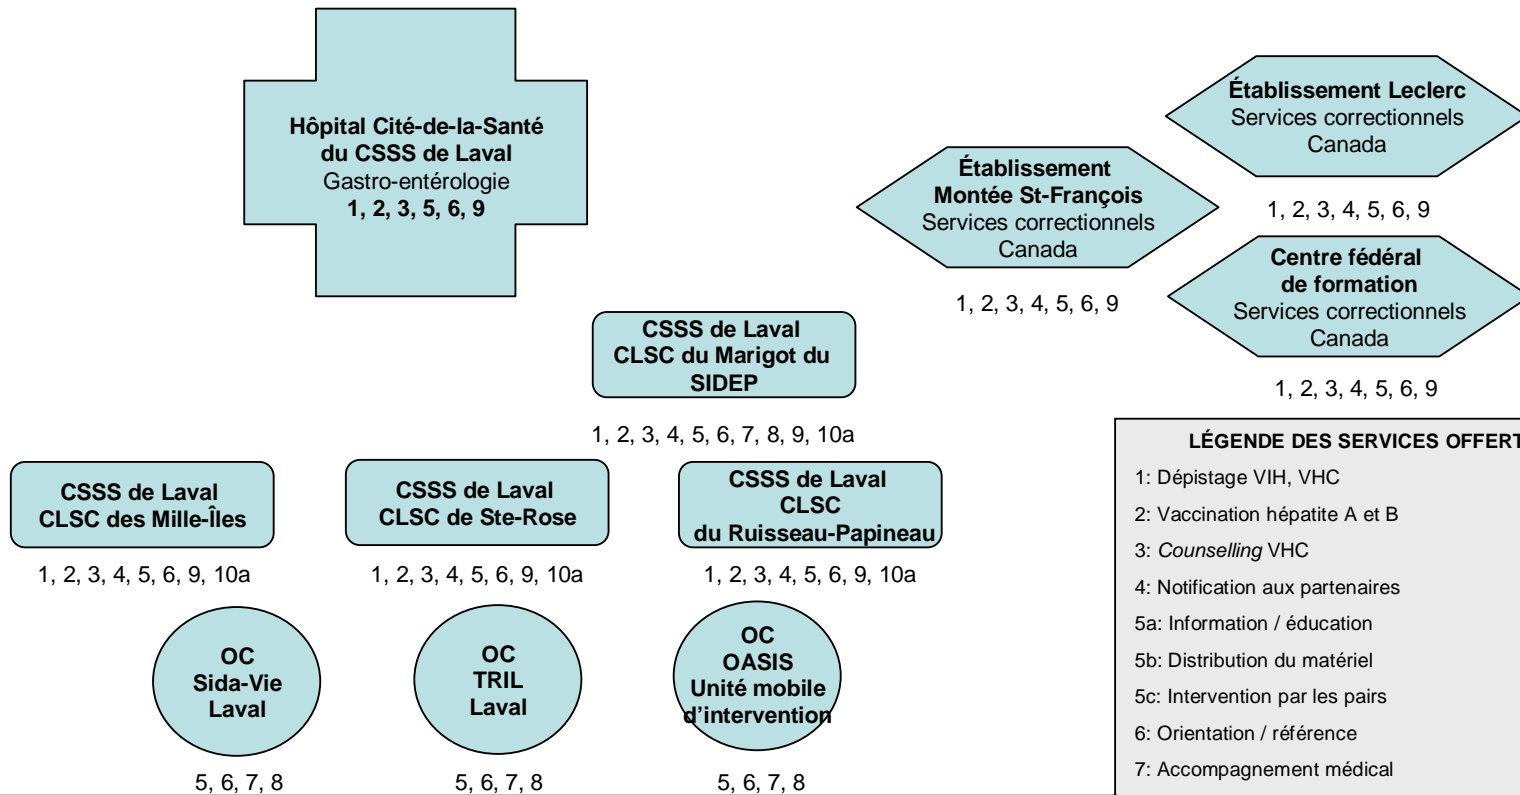 Hôpital Cité-de-la-Santé
du CSSS de Laval
Gastro-entérologie
1, 2, 3, 5, 6, 9
Établissement Leclerc
Services correctionnels
Canada
1, 2, 3, 4, 5, 6, 9
Établissement
Montée St-François
Services correctionnels
Canada
1, 2, 3, 4, 5, 6, 9
Centre fédéral
de formation
Services correctionnels
Canada
1, 2, 3, 4, 5, 6, 9
CSSS de Laval
CLSC du Marigot du
SIDEP
1, 2, 3, 4, 5, 6, 7, 8, 9, 10a
CSSS de Laval
CLSC des Mille-Îles
1, 2, 3, 4, 5, 6, 9, 10a
CSSS de Laval
CLSC de Ste-Rose
1, 2, 3, 4, 5, 6, 9, 10a
CSSS de Laval
CLSC
du Ruisseau-Papineau
1, 2, 3, 4, 5, 6, 9, 10a
OC
Sida-Vie
Laval
5, 6, 7, 8
OC
TRIL
Laval
5, 6, 7, 8
OC
OASIS
Unité mobile
d’intervention
5, 6, 7, 8
LÉGENDE DES SERVICES OFFERT
1: Dépistage VIH, VHC
2: Vaccination hépatite A et B
3: Counselling VHC
4: Notification aux partenaires
5a: Information / éducation
5b: Distribution du matériel
5c: Intervention par les pairs
6: Orientation / référence
7: Accompagnement médical